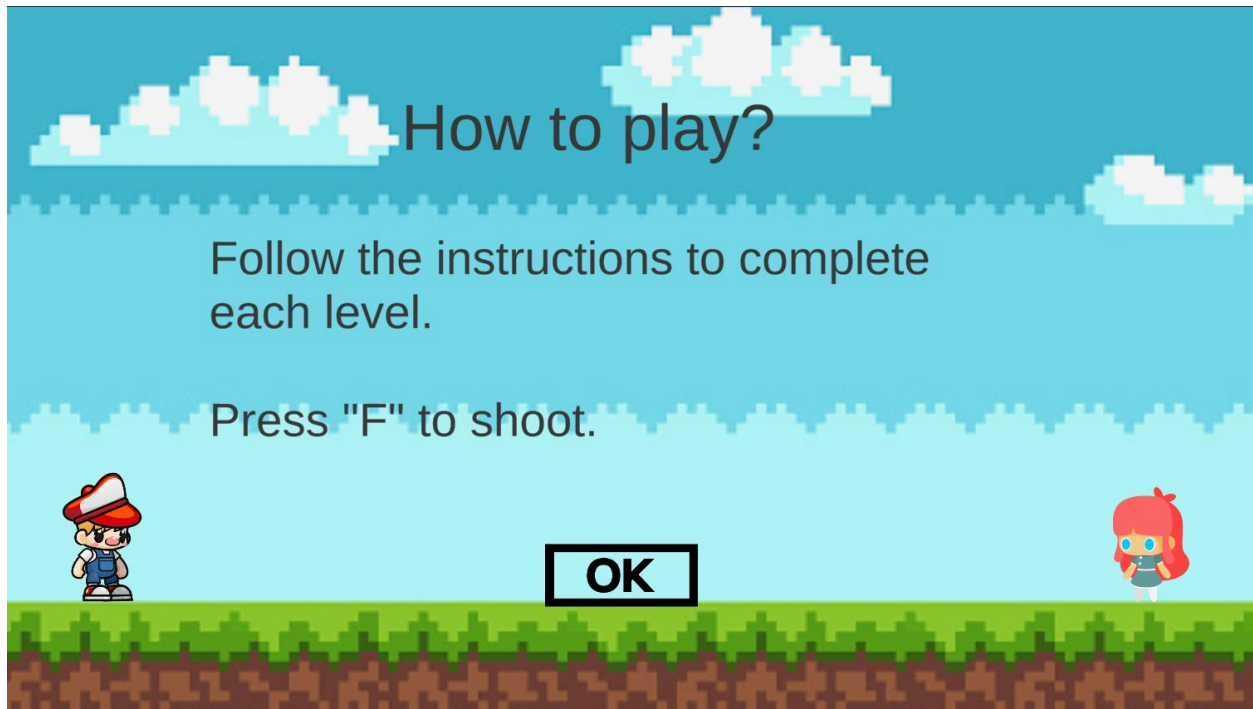 How to play?
Follow the instructions to complete
each level.
Press "F" to shoot.
OK